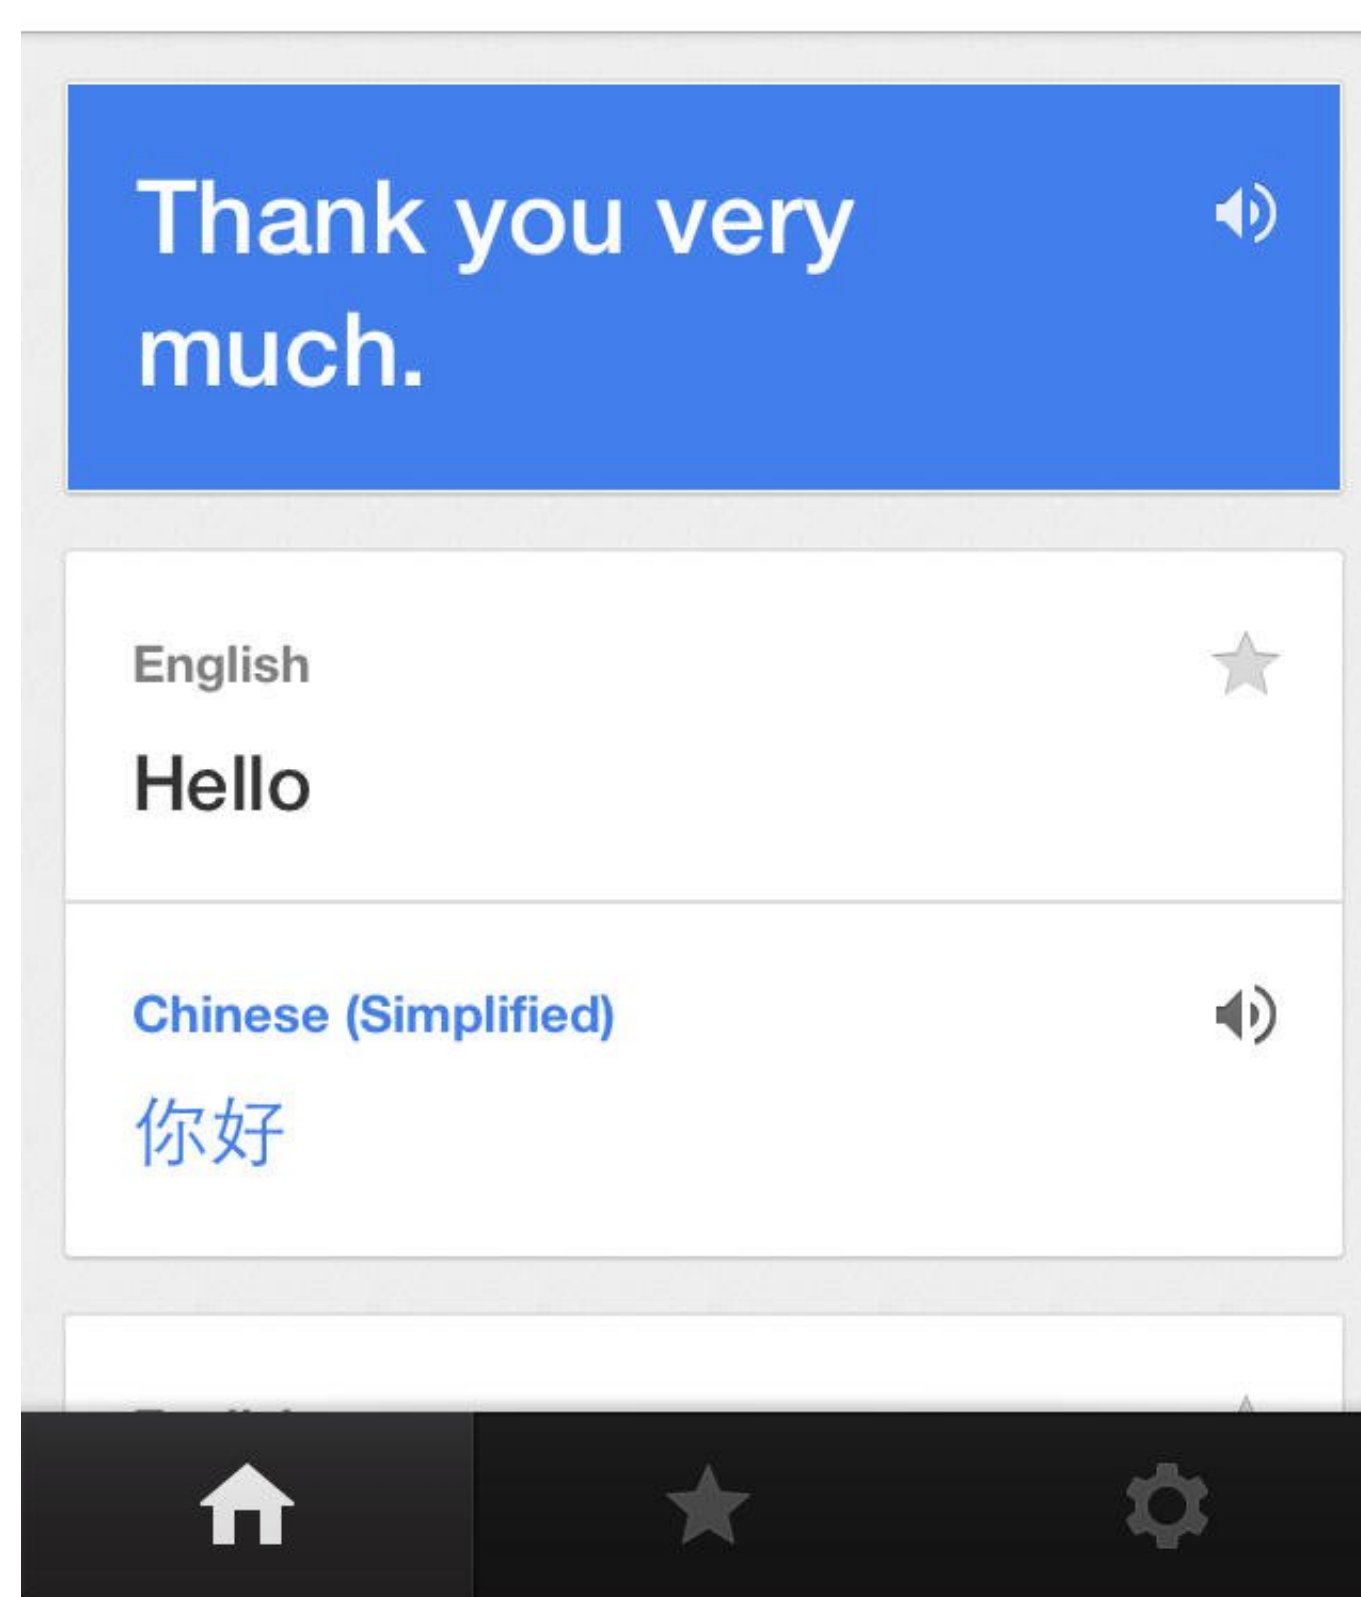 Thank you very
much.
English
Hello
Chinese (Simplified)
你好